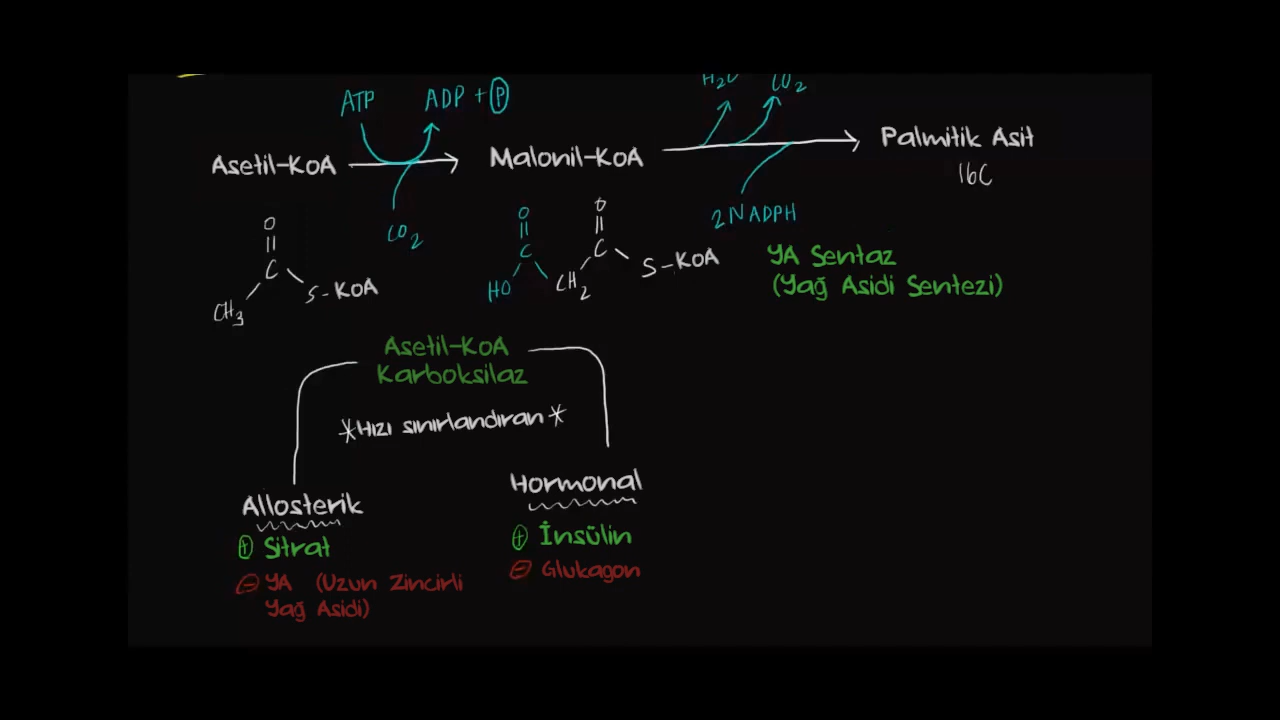 H₂O CO₂
ATP ADP + P
Asetil-KoA Malonil-KoA Palmitik Asit
16C
CO₂ 2NADPH
O O O
C C C
S-KoA HO CH₂ S-KoA
CH₃
YA Sentaz
(Yağ Asidi Sentezi)
Asetil-KoA
Karboksilaz
*Hızı sınırlandıran*
Allosterik
+ Sitrat
- YA (Uzun Zincirli
Yağ Asidi)
Hormonal
+ İnsülin
- Glukagon